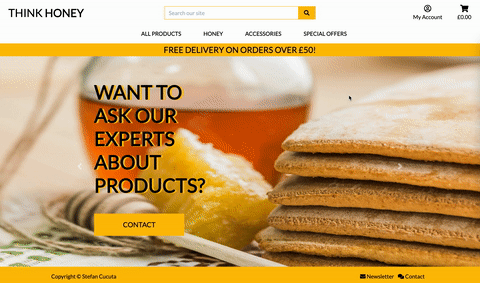 THINK HONEY
Search our site
My Account
£0.00
ALL PRODUCTS HONEY ACCESSORIES SPECIAL OFFERS
FREE DELIVERY ON ORDERS OVER £50!
WANT TO
ASK OUR
EXPERTS
ABOUT
PRODUCTS?
CONTACT
Copyright © Stefan Cucuta
Newsletter Contact